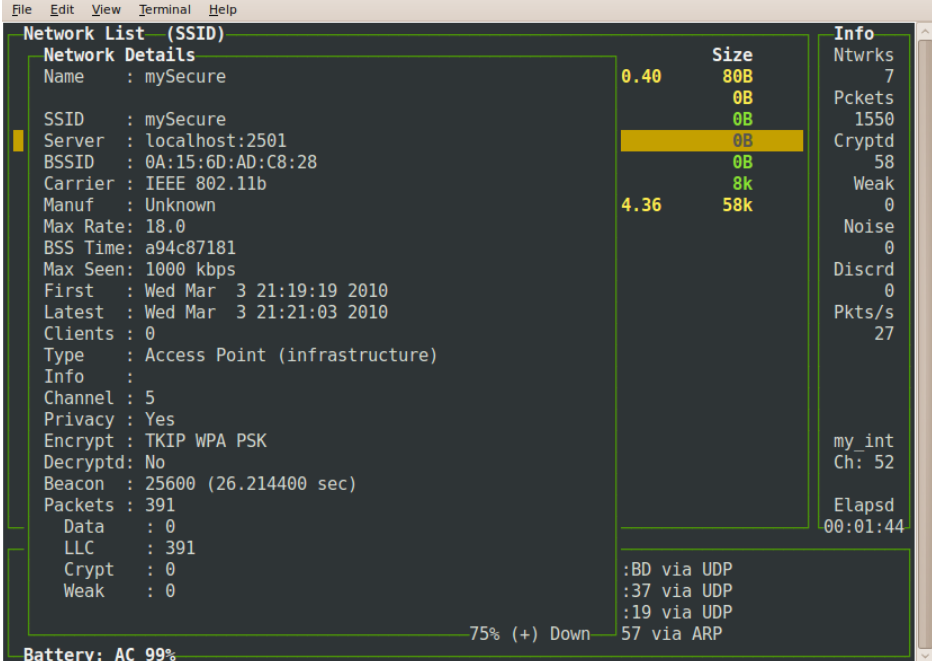 File Edit View Terminal Help
Network List (SSID)
Network Details
Name : mySecure
SSID : mySecure
Server : localhost:2501
BSSID : 0A:15:6D:AD:C8:28
Carrier : IEEE 802.11b
Manuf : Unknown
Max Rate: 18.0
BSS Time: a94c87181
Max Seen: 1000 kbps
First : Wed Mar 3 21:19:19 2010
Latest : Wed Mar 3 21:21:03 2010
Clients : 0
Type : Access Point (infrastructure)
Info :
Channel : 5
Privacy : Yes
Encrypt : TKIP WPA PSK
Decryptd: No
Beacon : 25600 (26.214400 sec)
Packets : 391
Data : 0
LLC : 391
Crypt : 0
Weak : 0
75% (+) Down
Size
0.40 80B
0B
0B
0B
0B
8k
4.36 58k
Info
Ntwrks
7
Pckets
1550
Cryptd
58
Weak
0
Noise
0
Discrd
0
Pkts/s
27
my_int
Ch: 52
Elapsd
00:01:44
:BD via UDP
:37 via UDP
:19 via UDP
57 via ARP
Battery: AC 99%